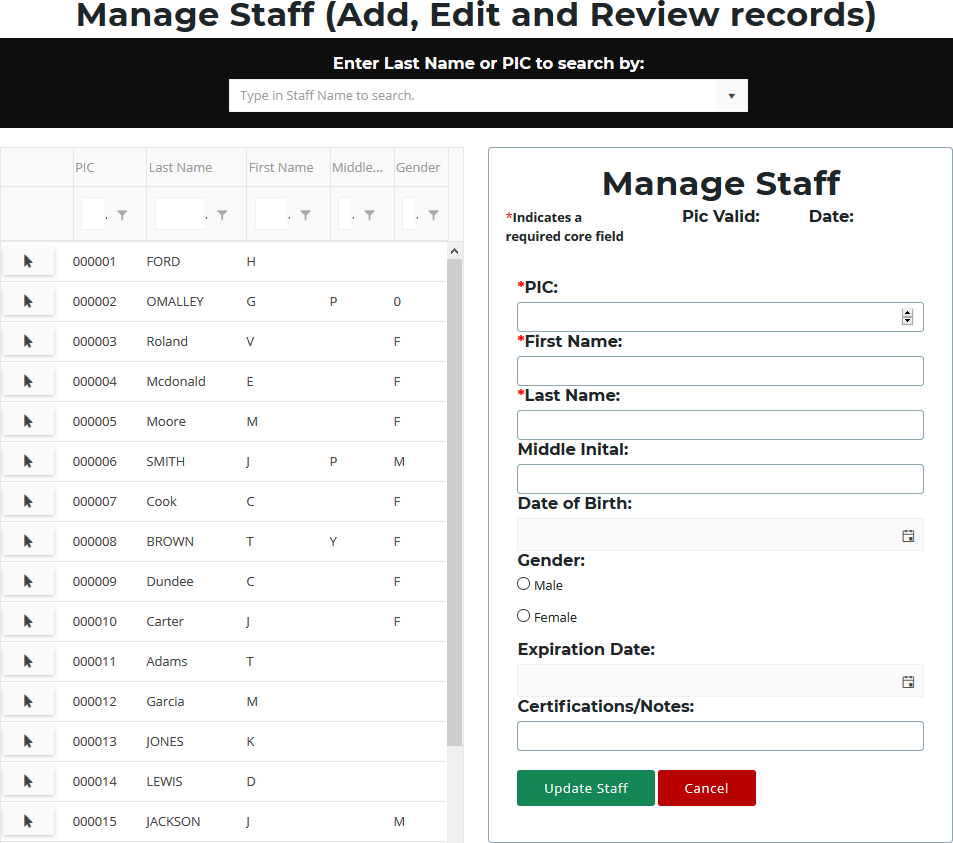 Manage Staff (Add, Edit and Review records)
Enter Last Name or PIC to search by:
Type in Staff Name to search.
PIC Last Name First Name Middle... Gender
000001 FORD H
000002 OMALLEY G P 0
000003 Roland V F
000004 Mcdonald E F
000005 Moore M F
000006 SMITH J P M
000007 Cook C F
000008 BROWN T Y F
000009 Dundee C F
000010 Carter J F
000011 Adams T
000012 Garcia M
000013 JONES K
000014 LEWIS D
000015 JACKSON J M
Manage Staff
*Indicates a
required core field
Pic Valid: Date:
*PIC:
*First Name:
*Last Name:
Middle Inital:
Date of Birth:
Gender:
Male
Female
Expiration Date:
Certifications/Notes:
Update Staff Cancel